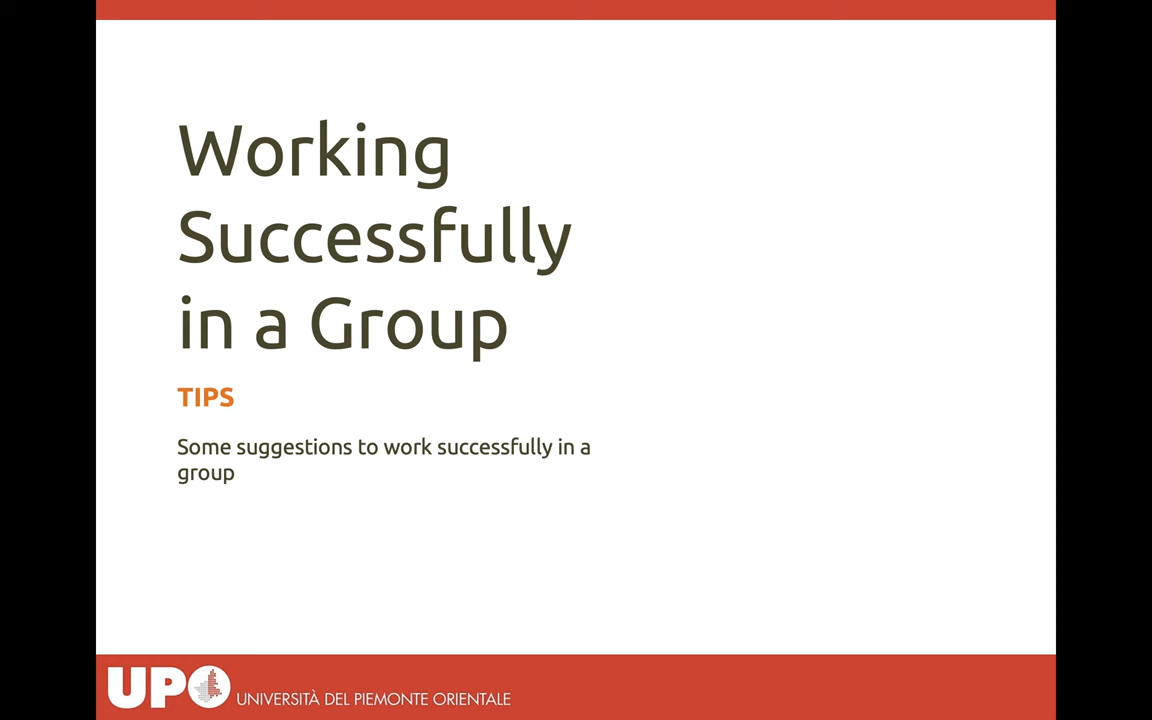 Working
Successfully
in a Group
TIPS
Some suggestions to work successfully in a
group
UPO UNIVERSITÀ DEL PIEMONTE ORIENTALE